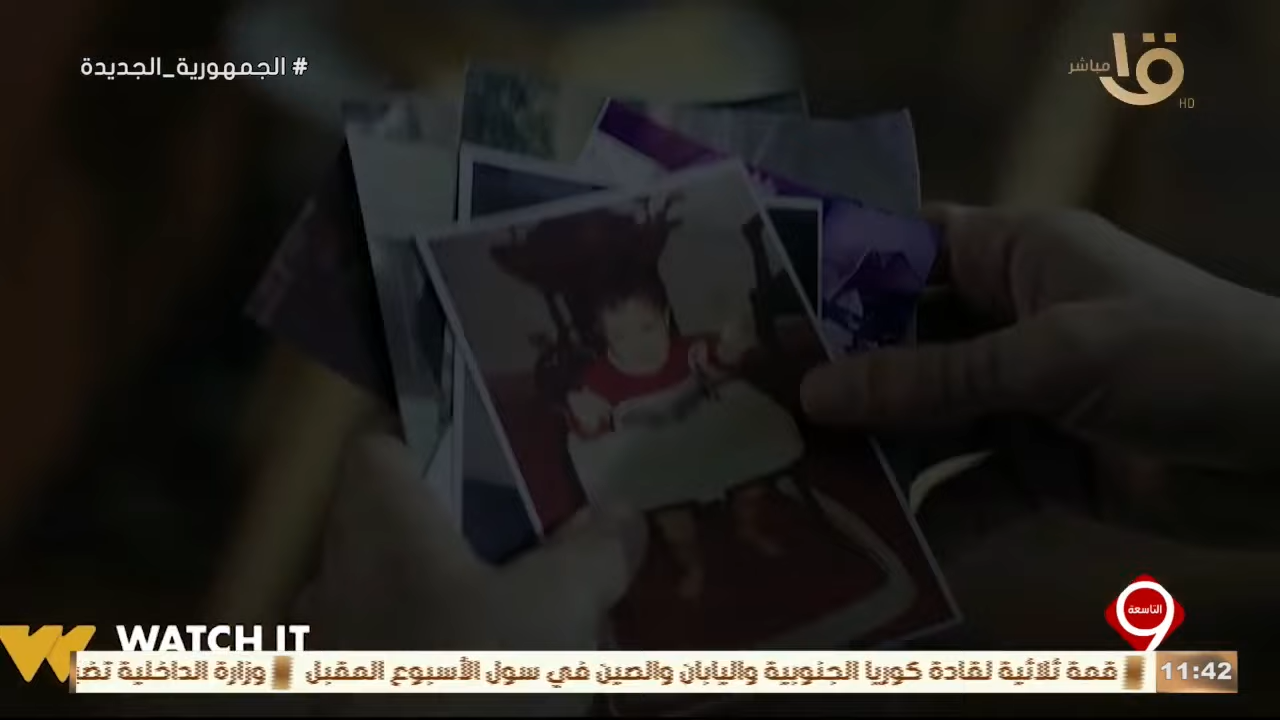 # الجمهورية_الجديدة
مباشر
HD
التاسعة
9
WATCH IT
قمة ثلاثية لقادة كوريا الجنوبية واليابان والصين في سول الأسبوع المقبل
وزارة الداخلية
11:42